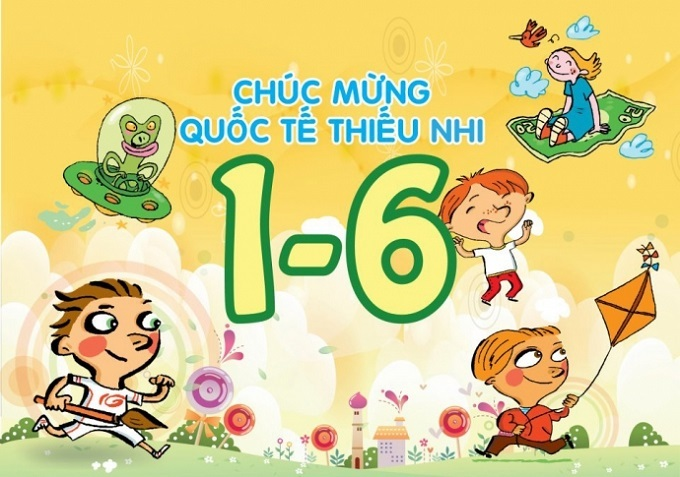 CHÚC MỪNG
QUỐC TẾ THIẾU NHI
1-6